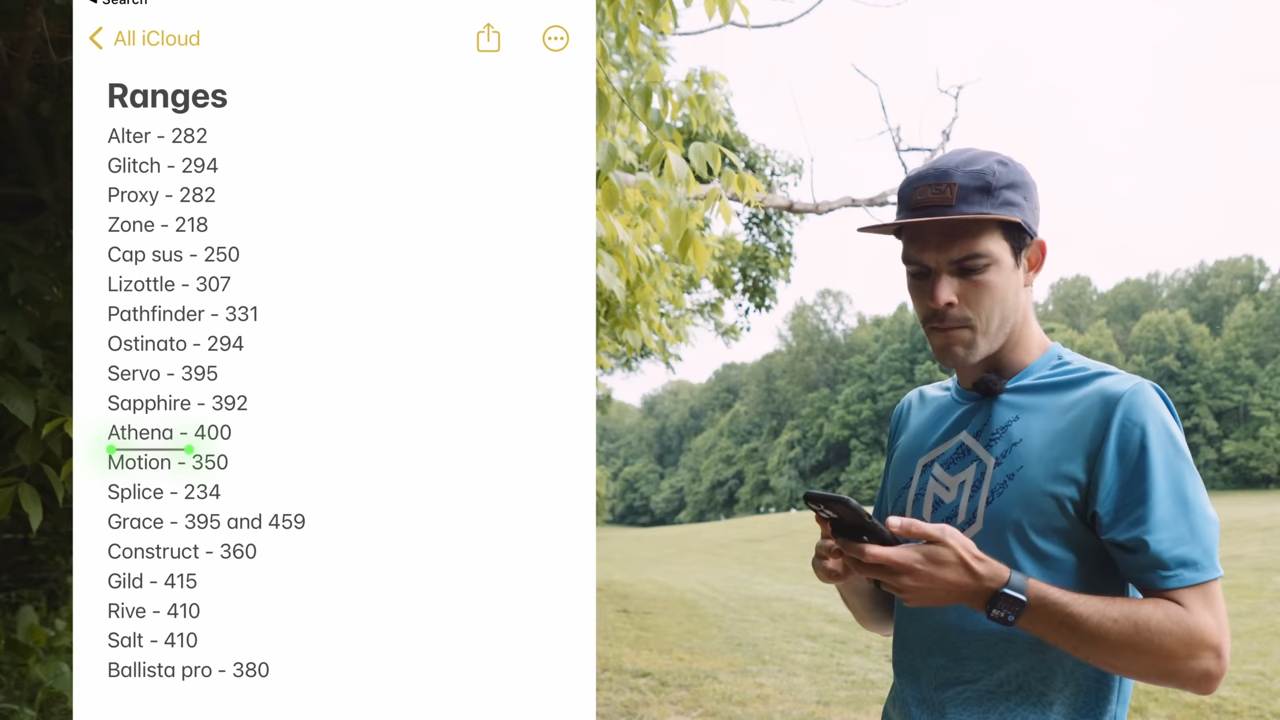 Search
All iCloud
Ranges
Alter - 282
Glitch - 294
Proxy - 282
Zone - 218
Cap sus - 250
Lizottle - 307
Pathfinder - 331
Ostinato - 294
Servo - 395
Sapphire - 392
Athena - 400
Motion - 350
Splice - 234
Grace - 395 and 459
Construct - 360
Gild - 415
Rive - 410
Salt - 410
Ballista pro - 380
NASA
M